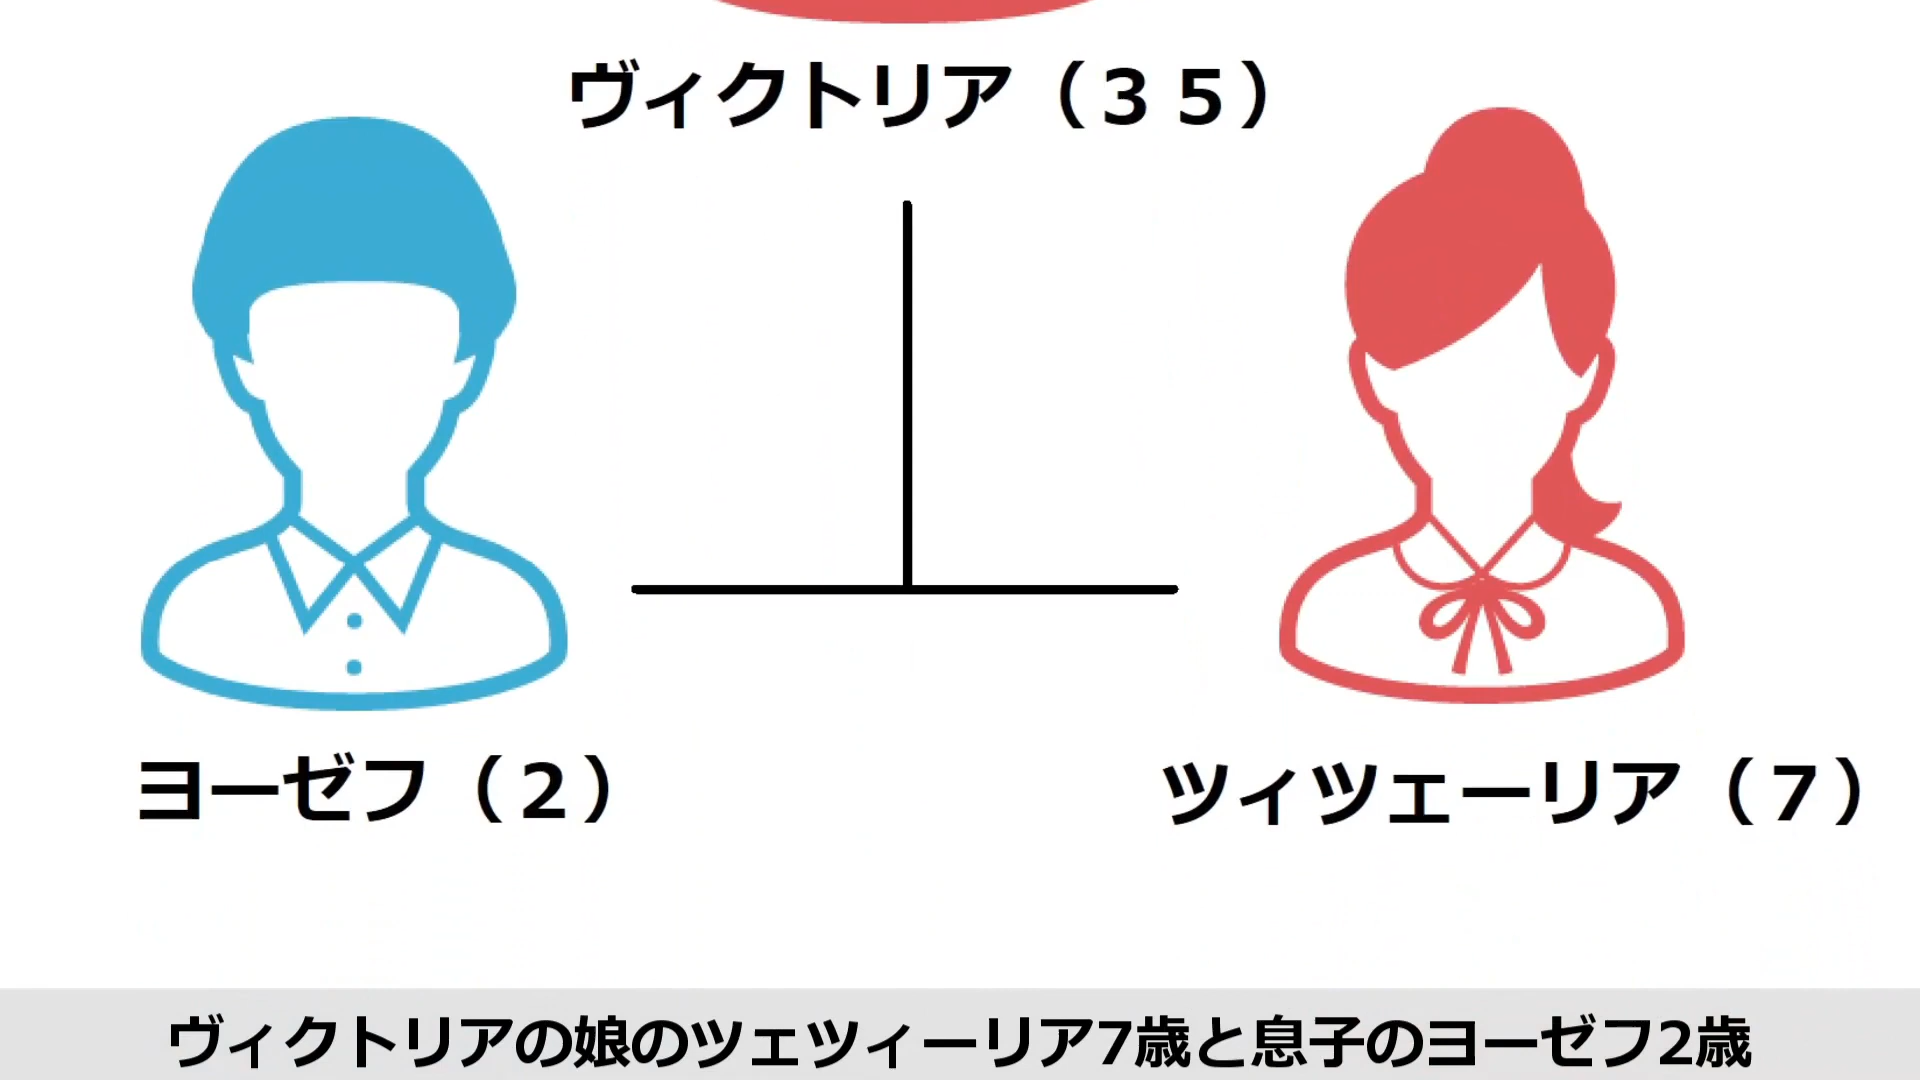 ヴィクトリア（３５）
ヨーゼフ（２）
ツィツェーリア（７）
ヴィクトリアの娘のツェツィーリア7歳と息子のヨーゼフ2歳